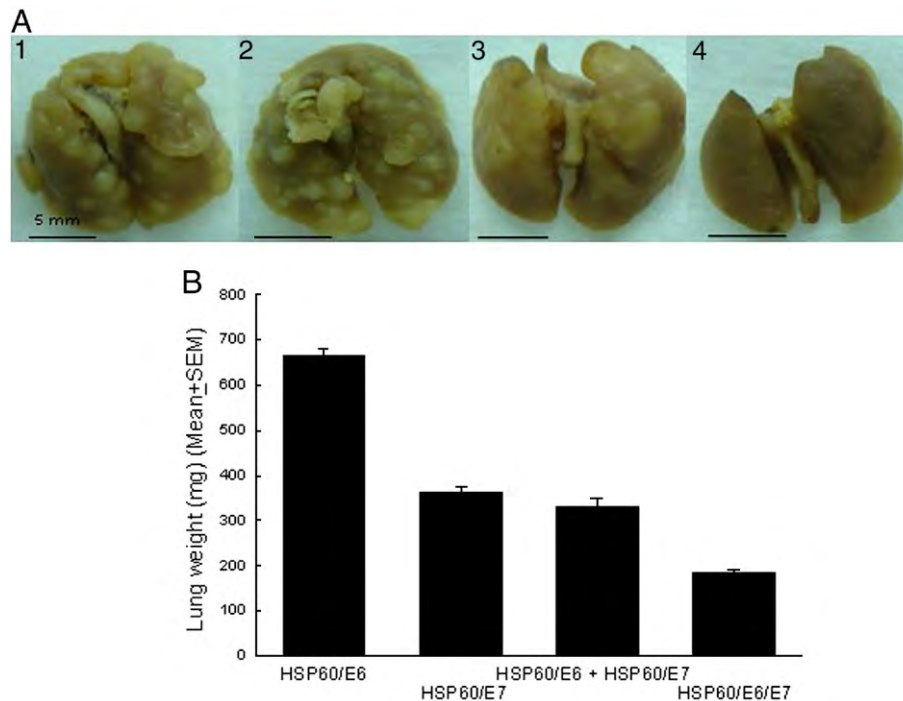 A
1
2
3
4
5 mm
B
Lung weight (mg) (Mean±SEM)
800
700
600
500
400
300
200
100
0
HSP60/E6
HSP60/E7
HSP60/E6 + HSP60/E7
HSP60/E6/E7